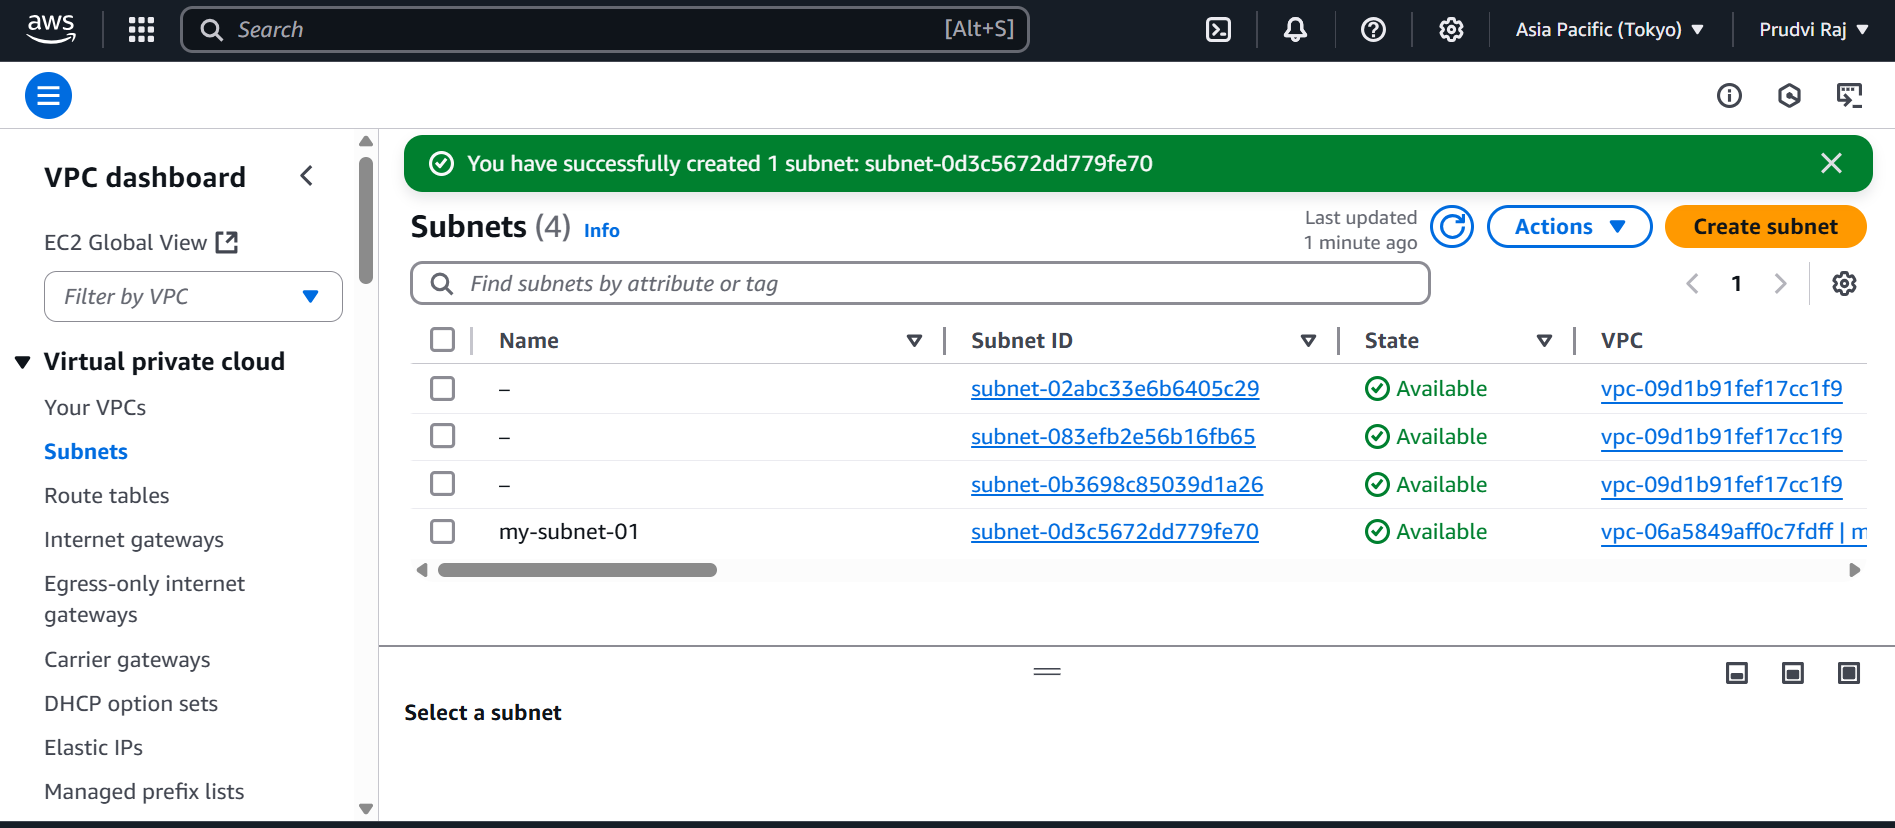 aws
Search [Alt+S]
Asia Pacific (Tokyo)
Prudvi Raj
VPC dashboard
EC2 Global View
Filter by VPC
Virtual private cloud
Your VPCs
Subnets
Route tables
Internet gateways
Egress-only internet
gateways
Carrier gateways
DHCP option sets
Elastic IPs
Managed prefix lists
You have successfully created 1 subnet: subnet-0d3c5672dd779fe70
Subnets (4) Info
Last updated
1 minute ago
Actions
Create subnet
Find subnets by attribute or tag
1
Name Subnet ID State VPC
– subnet-02abc33e6b6405c29 Available vpc-09d1b91fef17cc1f9
– subnet-083efb2e56b16fb65 Available vpc-09d1b91fef17cc1f9
– subnet-0b3698c85039d1a26 Available vpc-09d1b91fef17cc1f9
my-subnet-01 subnet-0d3c5672dd779fe70 Available vpc-06a5849aff0c7fdff | m
Select a subnet